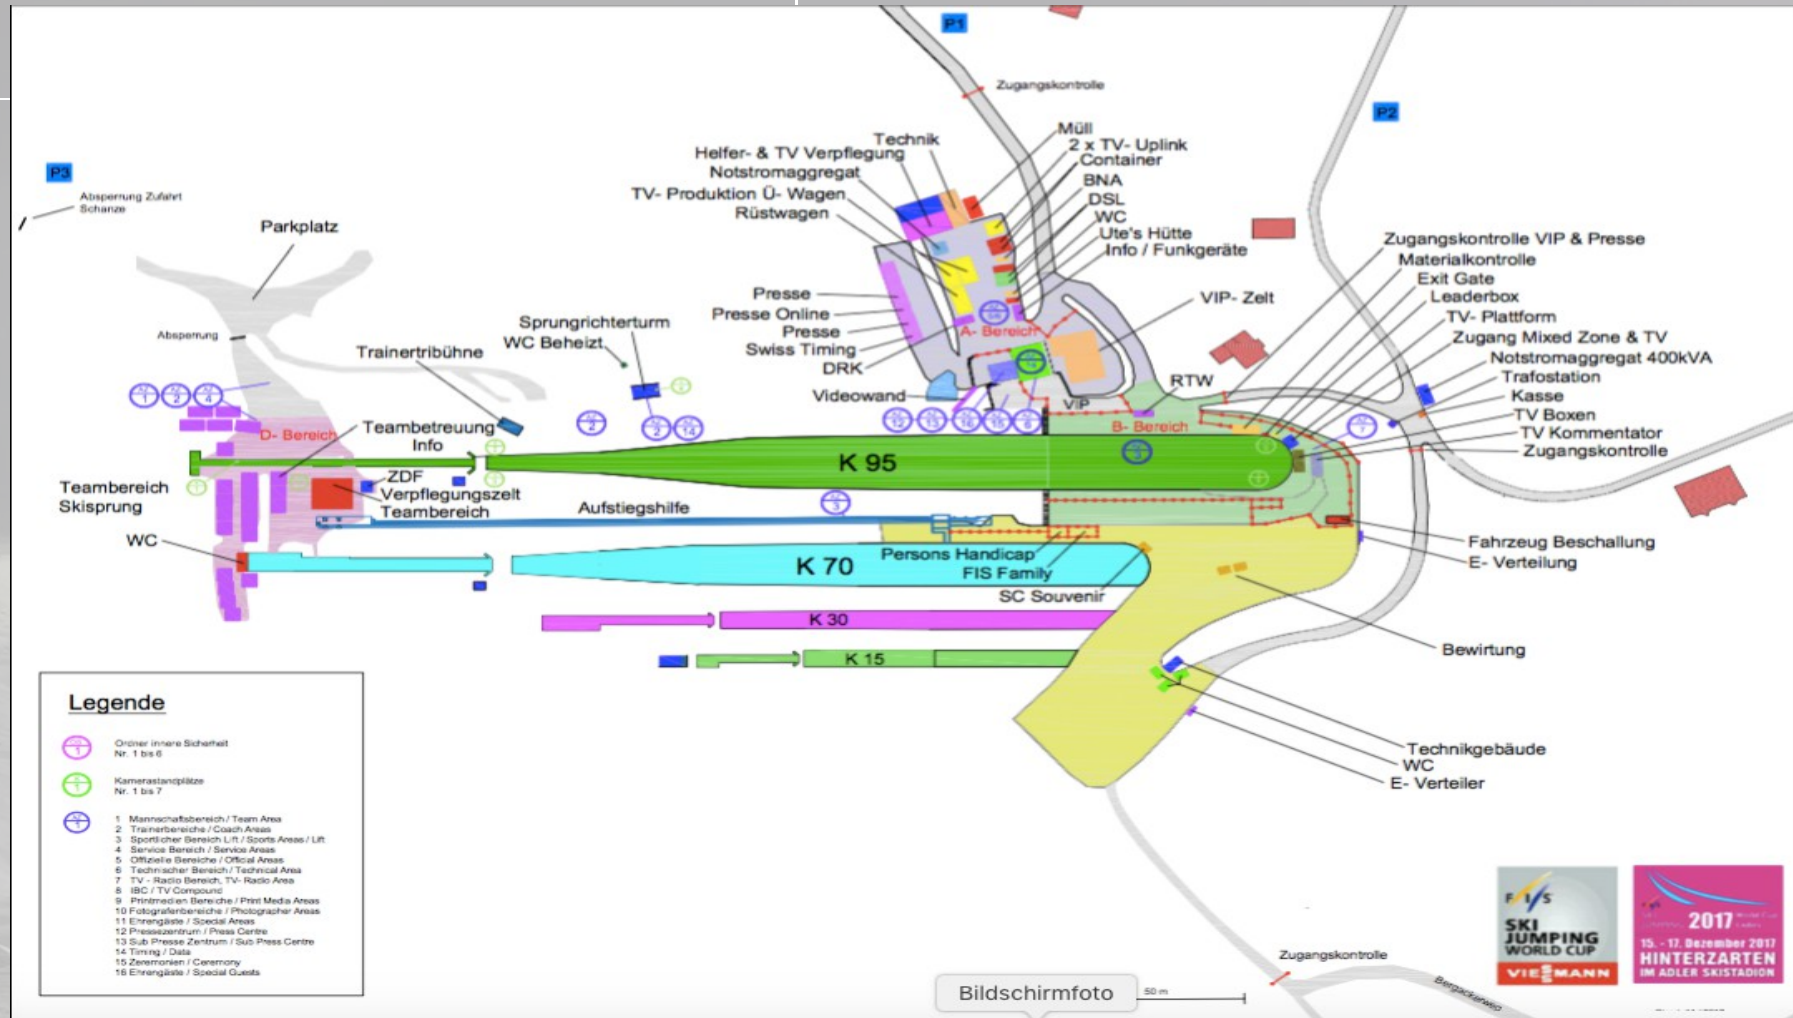 P1
Zugangskontrolle
P2
P3
Absperrung Zufahrt
Schanze
Parkplatz
Absperrung
Technik
Helfer- & TV Verpflegung
Notstromaggregat
TV- Produktion Ü- Wagen
Rüstwagen
Müll
2 x TV- Uplink
Container
BNA
DSL
WC
Ute's Hütte
Info / Funkgeräte
Presse
Presse Online
Presse
Swiss Timing
DRK
Videowand
A- Bereich
VIP- Zelt
VIP
RTW
Zugangskontrolle VIP & Presse
Materialkontrolle
Exit Gate
Leaderbox
TV- Plattform
Zugang Mixed Zone & TV
Notstromaggregat 400kVA
Trafostation
Kasse
TV Boxen
TV Kommentator
Zugangskontrolle
Sprungrichterturm
WC Beheizt
Trainertribühne
D- Bereich
Teambetreuung
Info
B- Bereich
K 95
Teambereich
Skisprung
ZDF
Verpflegungszelt
Teambereich
Aufstiegshilfe
WC
K 70
Persons Handicap
FIS Family
SC Souvenir
K 30
K 15
Fahrzeug Beschallung
E- Verteilung
Bewirtung
Technikgebäude
WC
E- Verteiler
Legende
Ordner innere Sicherheit
Nr. 1 bis 6
Kamerastandplätze
Nr. 1 bis 7
1 Mannschaftsbereich / Team Area
2 Trainerbereiche / Coach Areas
3 Sportlicher Bereich Lift / Sports Areas / Lift
4 Service Bereich / Service Areas
5 Offizielle Bereiche / Official Areas
6 Technischer Bereich / Technical Area
7 TV - Radio Bereich, TV- Radio Area
8 IBC / TV Compound
9 Printmedien Bereiche / Print Media Areas
10 Fotografenbereiche / Photographer Areas
11 Ehrengäste / Special Areas
12 Pressezentrum / Press Centre
13 Sub Presse Zentrum / Sub Press Centre
14 Timing / Data
15 Zeremonien / Ceremony
16 Ehrengäste / Special Guests
Zugangskontrolle
Bergackerweg
Bildschirmfoto
50 m
F I S
SKI
JUMPING
WORLD CUP
VIESSMANN
2017
15. - 17. Dezember 2017
HINTERZARTEN
IM ADLER SKISTADION